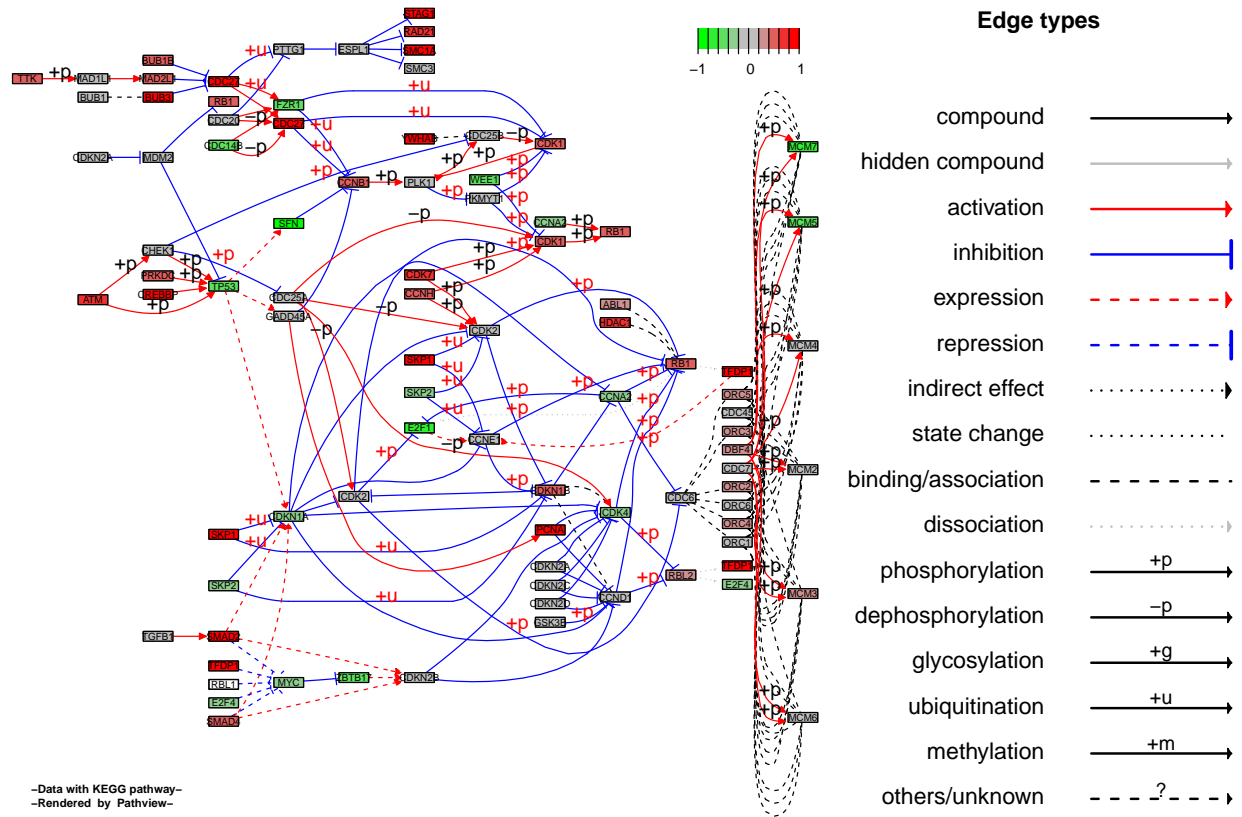 Edge types
−1 0 1
compound
hidden compound
activation
inhibition
expression
repression
indirect effect
state change
binding/association
dissociation
phosphorylation +p
dephosphorylation −p
glycosylation +g
ubiquitination +u
methylation +m
others/unknown ?
STAG1
RAD21
SMC1A
SMC3
PTTG1
ESPL1
TTK
+p
MAD1L1
BUB1B
MAD2L1
BUB1
BUB3
CDC27
RB1
CDC20
CDC14B
FZR1
CDC27
+u
+u
+u
+u
+u
+u
−p
−p
CDKN2A
MDM2
YWHAB
CDC25B
−p
CDK1
CCNB1
+p
PLK1
WEE1
PKMYT1
+p
+p
+p
+p
+p
SFN
CCNA2
CDK1
RB1
+p
+p
CHEK1
PRKDC
CREBBP
ATM
TP53
+p
+p
+p
+p
+p
CDC25A
GADD45A
−p
−p
−p
−p
CDK7
CCNH
+p
+p
+p
+p
CDK2
ABL1
HDAC1
RB1
SKP1
SKP2
E2F1
CCNE1
CCNA2
+u
+u
+u
+p
+p
+p
+p
+p
+p
CDK2
CDKN1B
CDKN1A
CDK4
PCNA
CDC6
SKP1
SKP2
+u
+u
+u
+u
+p
CDKN2A
CDKN2C
CDKN2D
GSK3B
CCND1
RBL2
+p
+p
+p
TGFB1
SMAD2
TFDP1
RBL1
E2F4
SMAD4
MYC
ZBTB17
CDKN2B
TFDP1
ORC5
CDC45
ORC3
DBF4
CDC7
ORC2
ORC6
ORC4
ORC1
TFDP1
E2F4
MCM7
MCM5
MCM4
MCM2
MCM3
MCM6
+p
+p
+p
+p
+p
+p
+p
+p
+p
+p
+p
+p
−Data with KEGG pathway−
−Rendered by Pathview−